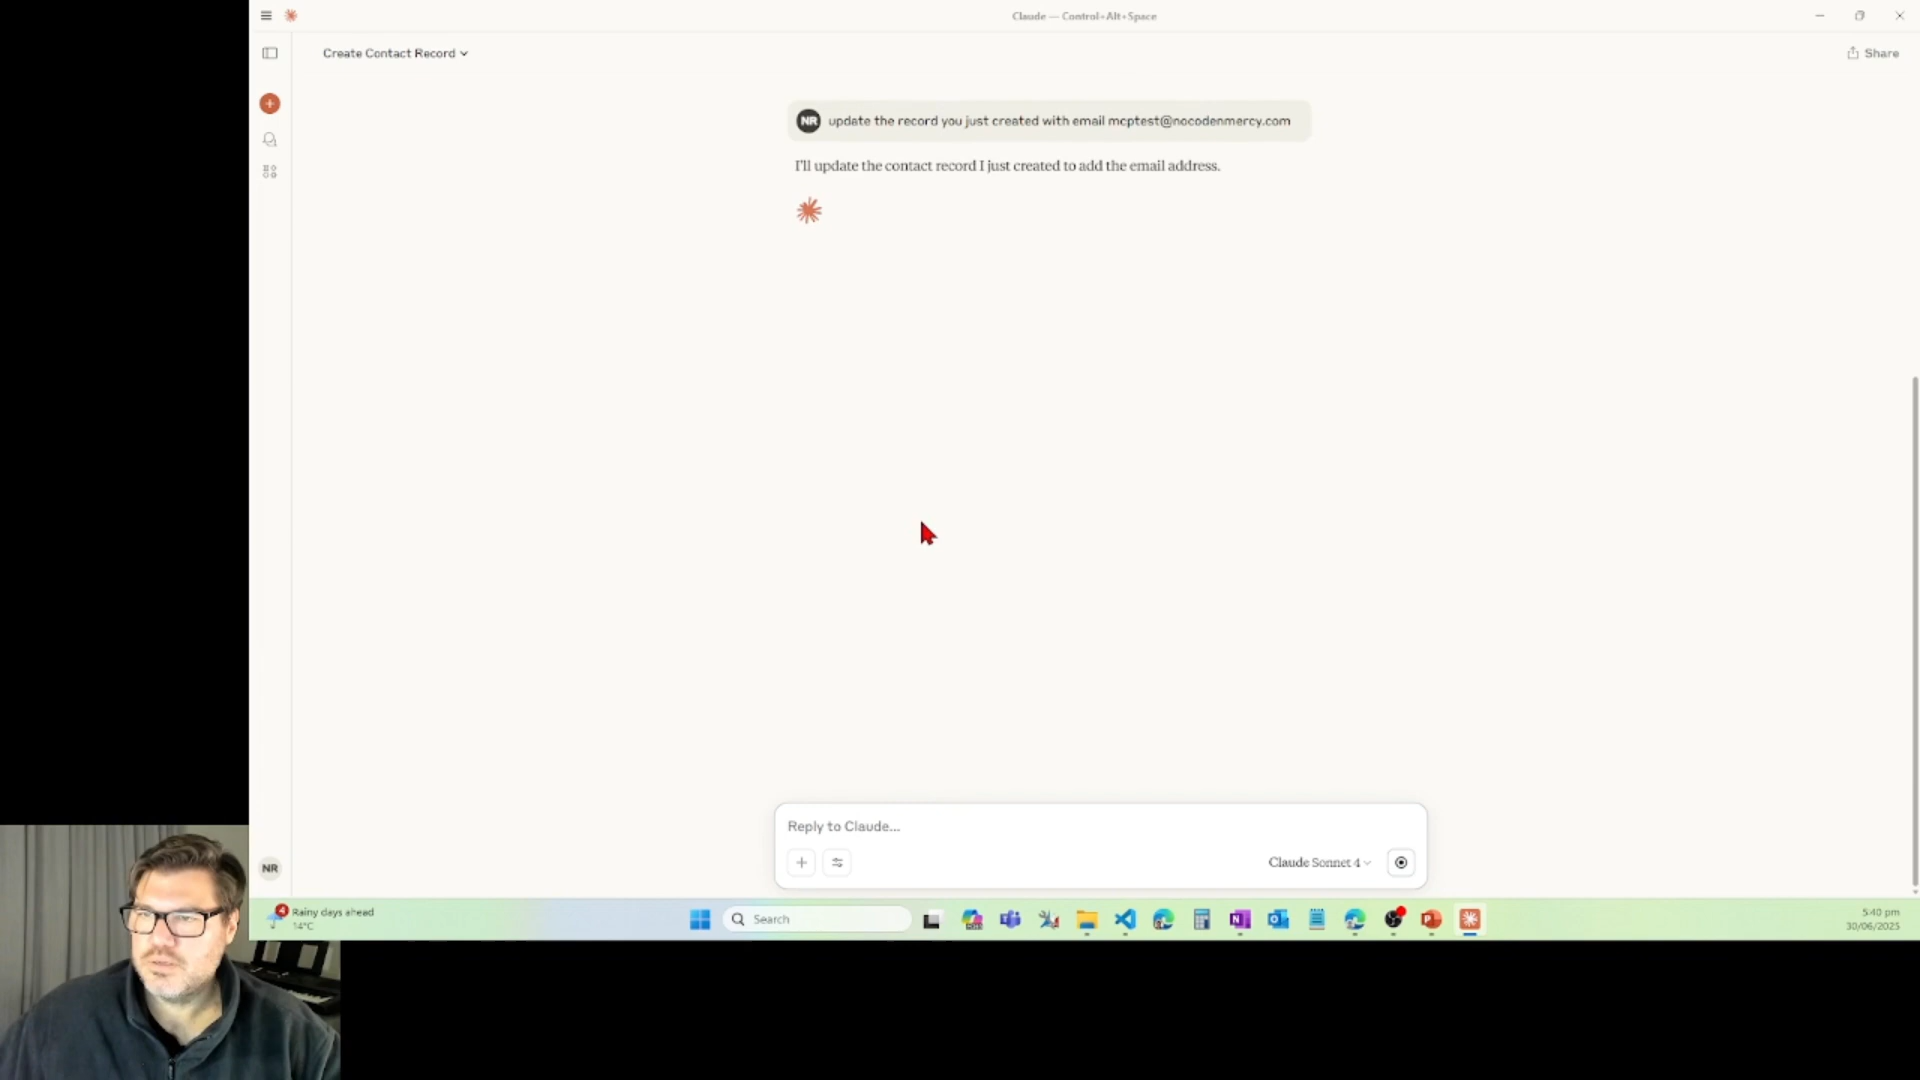 Claude — Control+Alt+Space
Create Contact Record
Share
NR
update the record you just created with email mcptest@nocodenmercy.com
I'll update the contact record I just created to add the email address.
Reply to Claude...
Claude Sonnet 4
NR
4
Rainy days ahead
14°C
Search
5:40 pm
30/06/2025